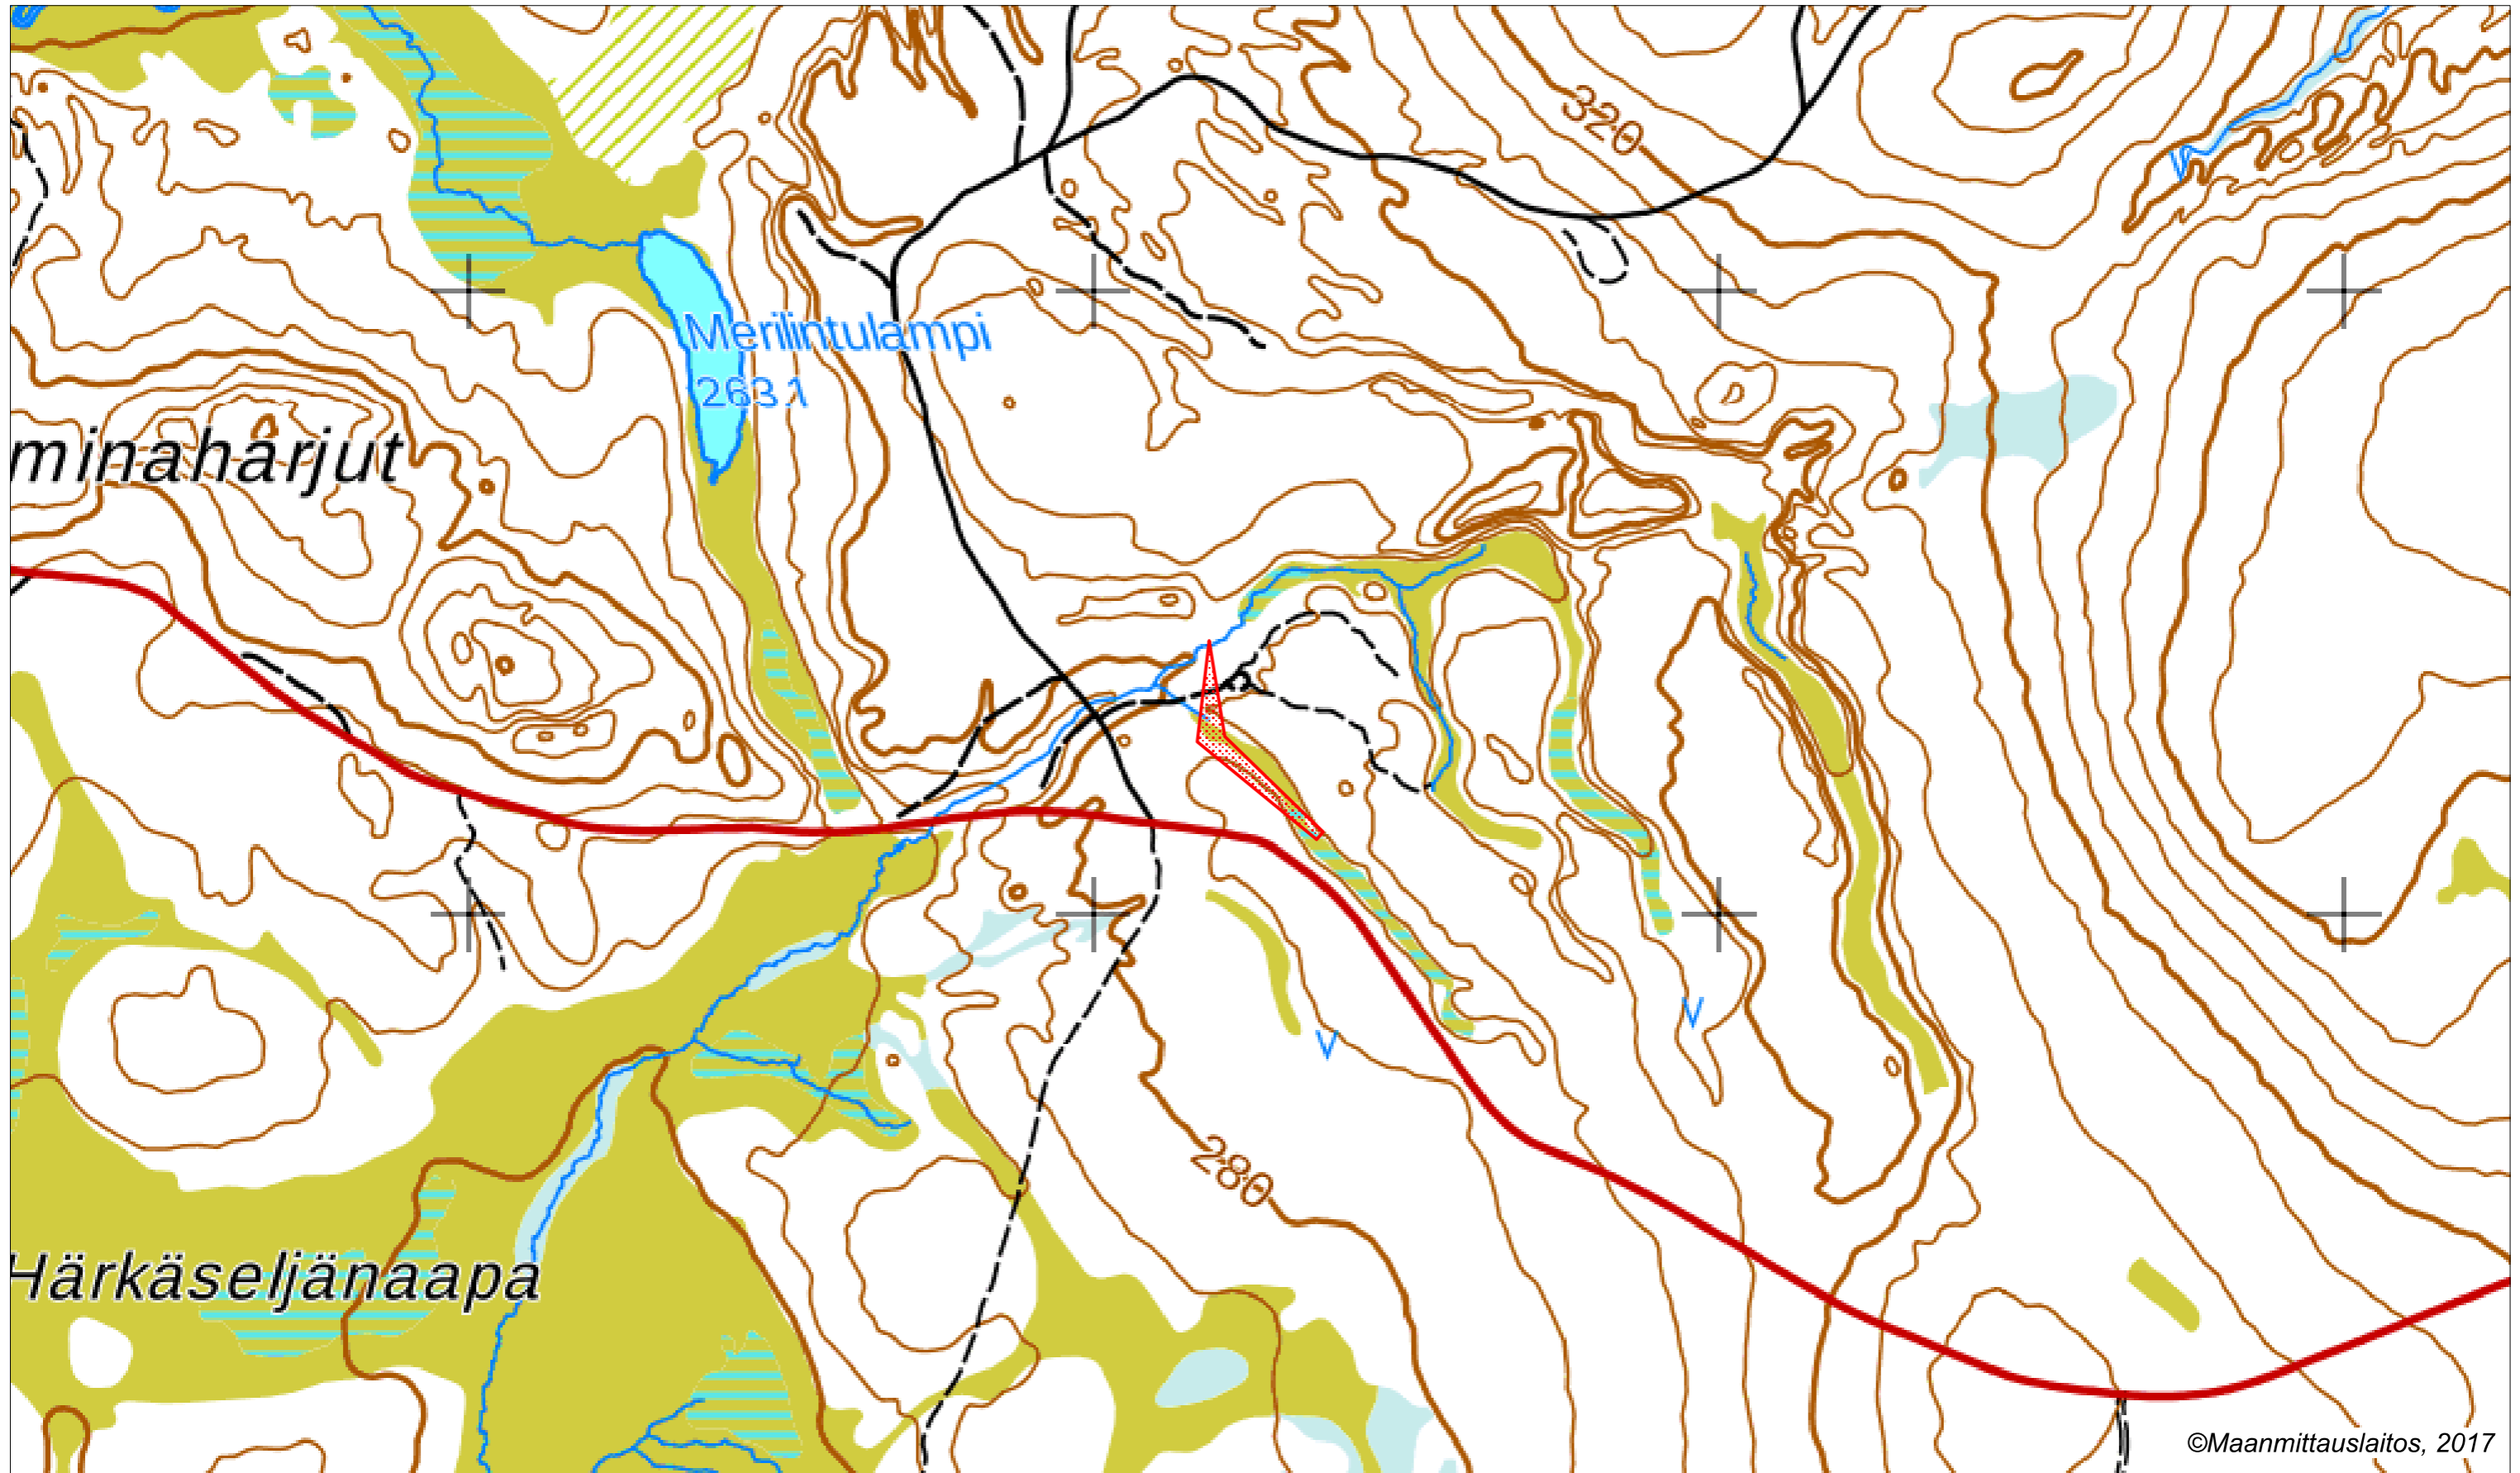 320
Merilintulampi
263.1
minaharjut
280
Härkäseljänaapa
©Maanmittauslaitos, 2017